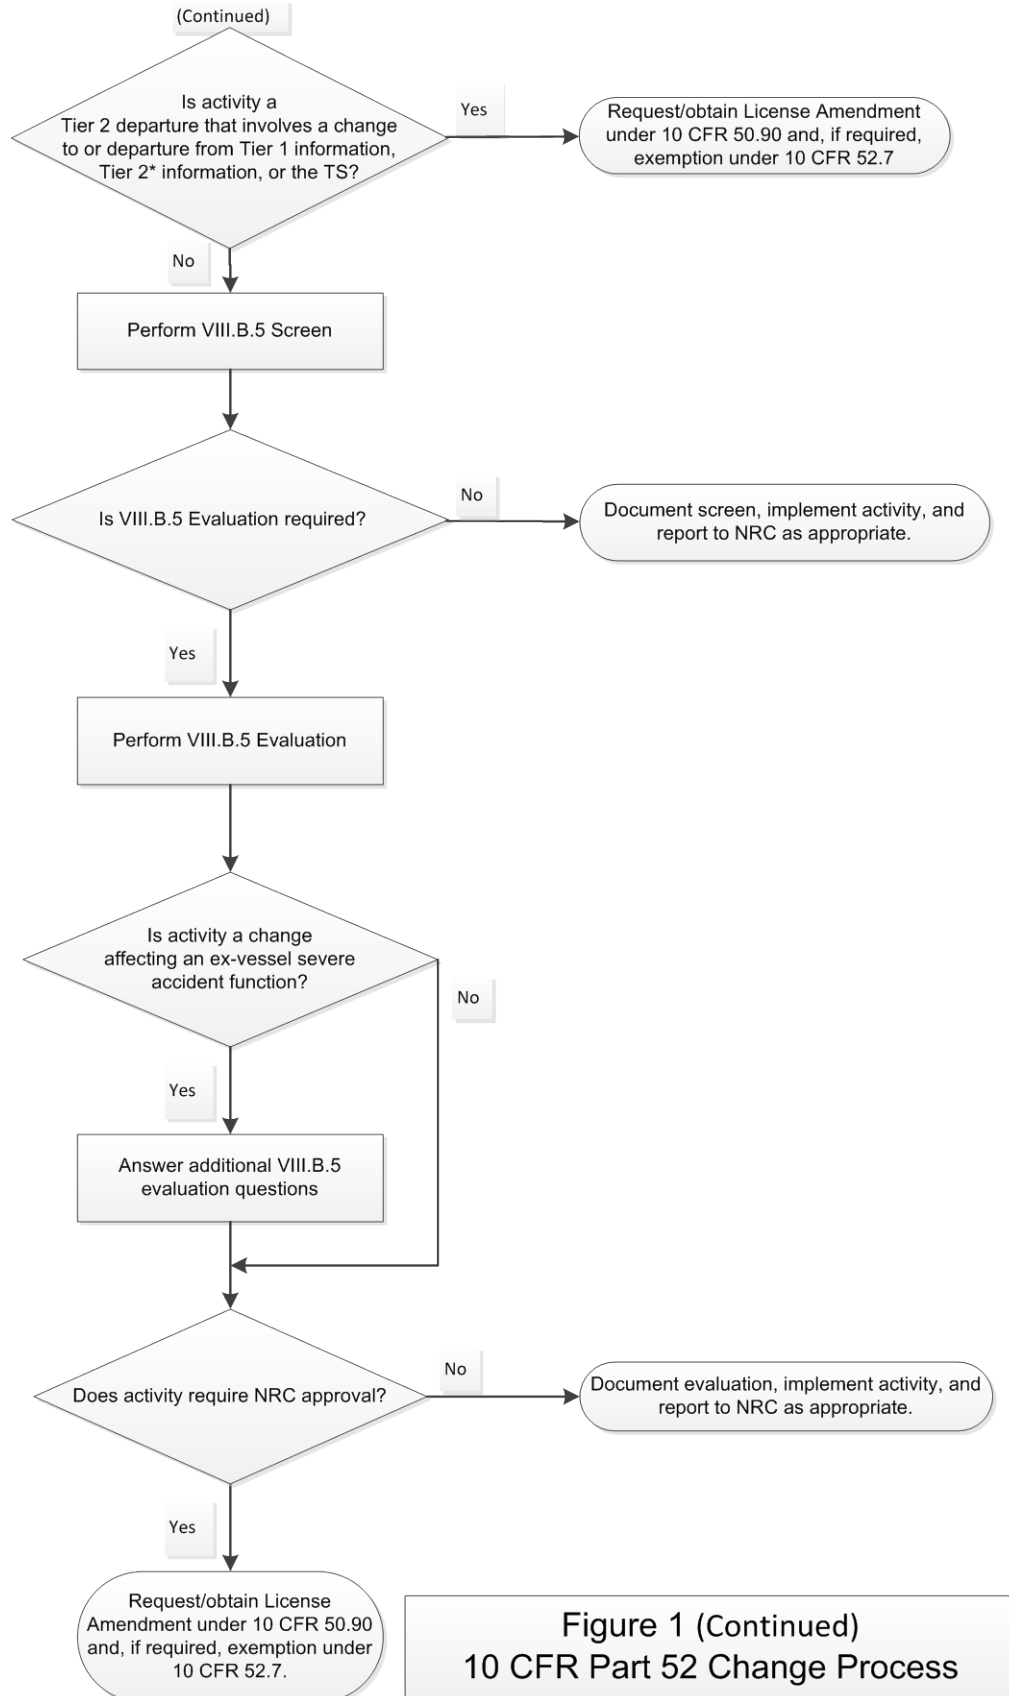 (Continued)
Is activity a
Tier 2 departure that involves a change
to or departure from Tier 1 information,
Tier 2* information, or the TS?
Yes
Request/obtain License Amendment
under 10 CFR 50.90 and, if required,
exemption under 10 CFR 52.7
No
Perform VIII.B.5 Screen
Is VIII.B.5 Evaluation required?
No
Document screen, implement activity, and
report to NRC as appropriate.
Yes
Perform VIII.B.5 Evaluation
Is activity a change
affecting an ex-vessel severe
accident function?
No
Yes
Answer additional VIII.B.5
evaluation questions
Does activity require NRC approval?
No
Document evaluation, implement activity, and
report to NRC as appropriate.
Yes
Request/obtain License
Amendment under 10 CFR 50.90
and, if required, exemption under
10 CFR 52.7.
Figure 1 (Continued)
10 CFR Part 52 Change Process